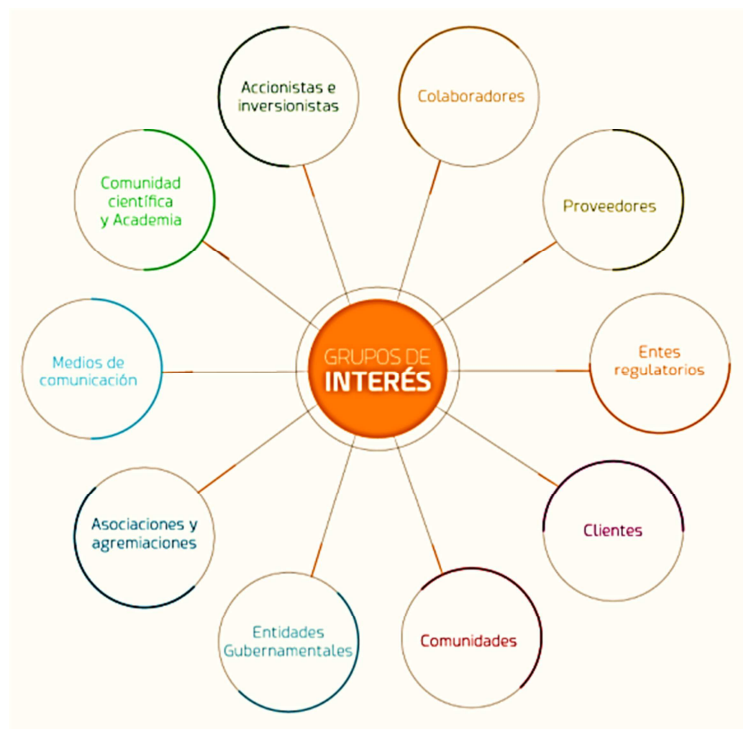 Accionistas e
inversionistas
Colaboradores
Comunidad
científica
y Academia
Proveedores
GRUPOS DE
INTERÉS
Medios de
comunicación
Entes
regulatorios
Asociaciones y
agremiaciones
Clientes
Entidades
Gubernamentales
Comunidades